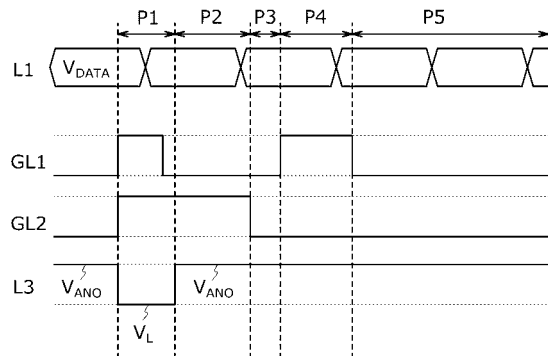 P1 P2 P3 P4 P5
L1 VDATA
GL1
GL2
L3 VANO VANO
VL